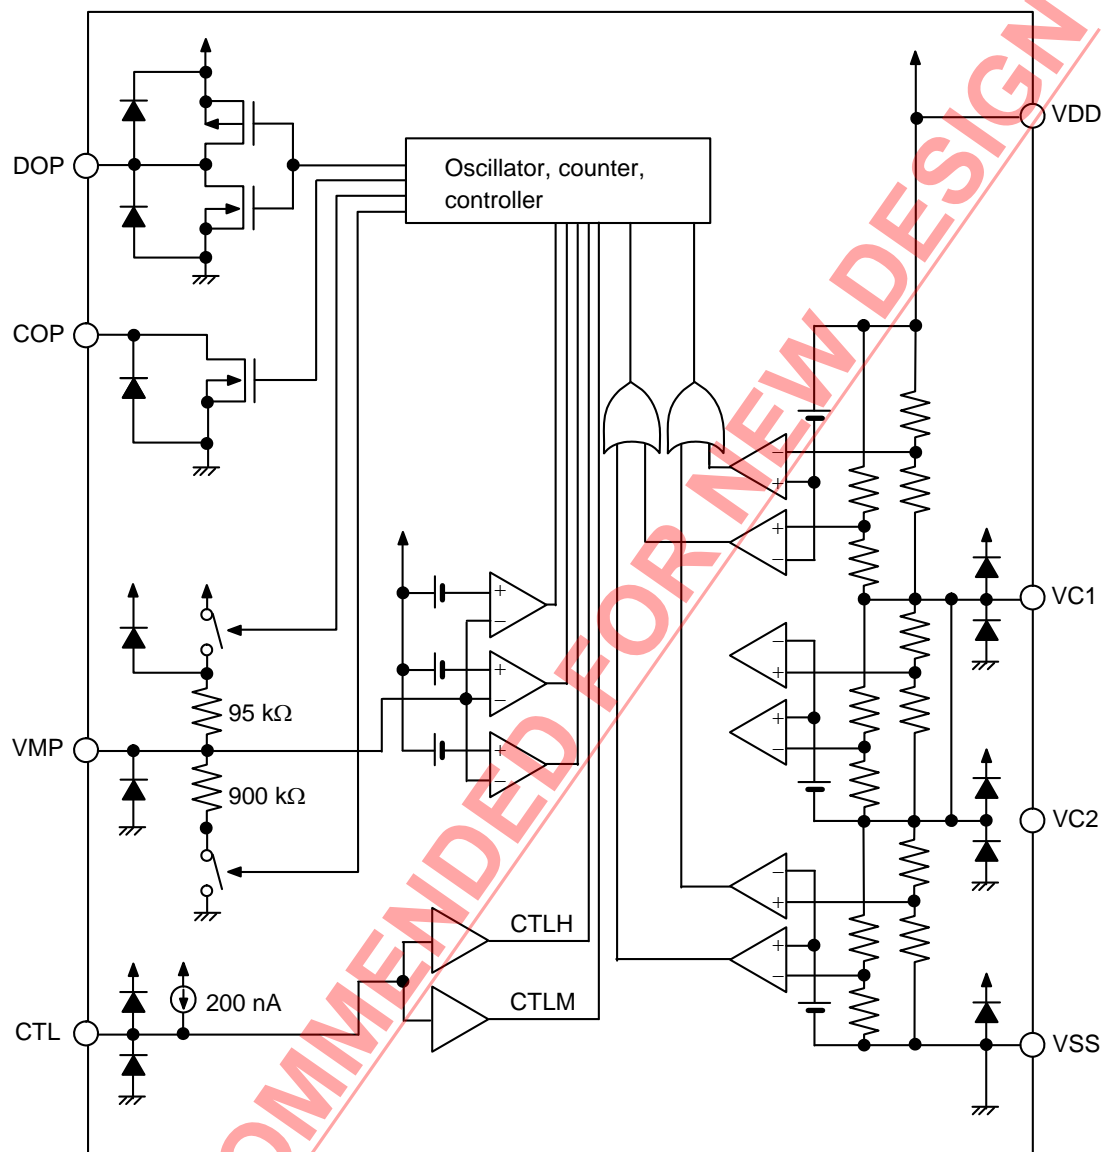 VDD
DOP
Oscillator, counter,
controller
COP
VC1
95 kΩ
VMP
900 kΩ
VC2
CTLH
200 nA
CTLM
CTL
VSS
OMMENDED FOR NEW DESIGN
- + + - + - + - + - - + + - - + + -